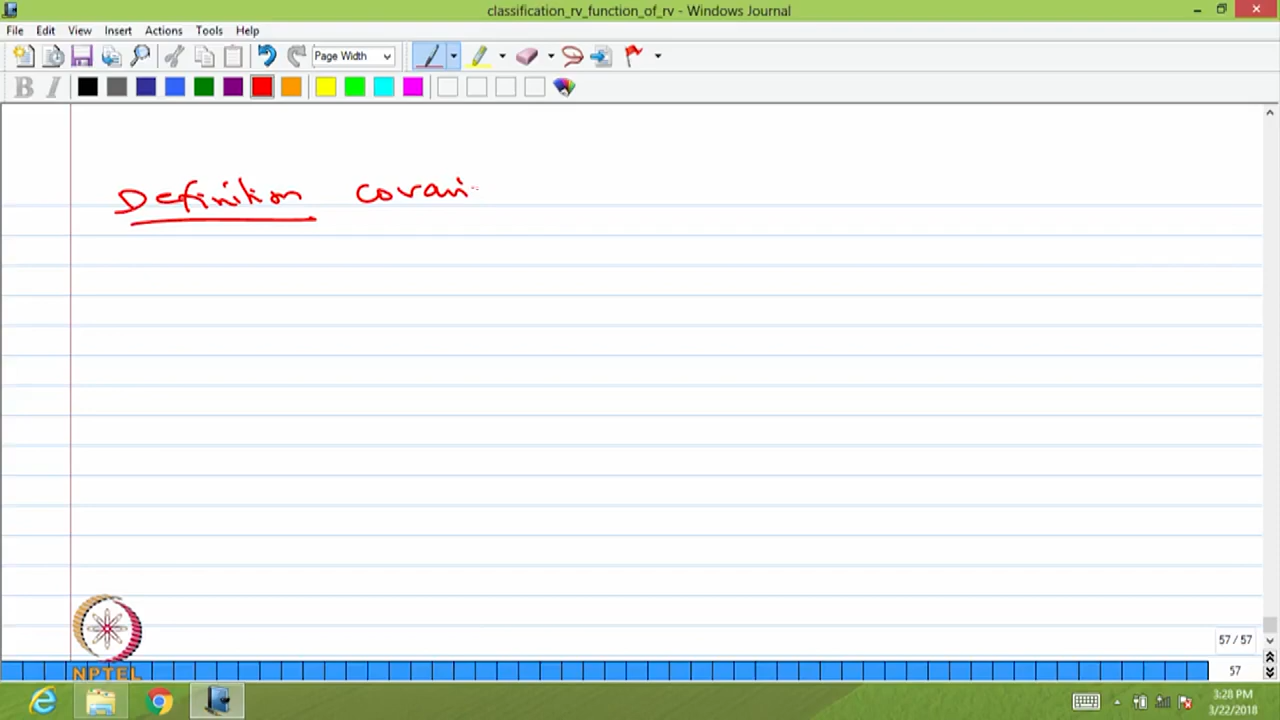 classification_rv_function_of_rv - Windows Journal
File Edit View Insert Actions Tools Help
Page Width
B I
Definition covari
57 / 57
NPTEL
57
3:28 PM
3/22/2018